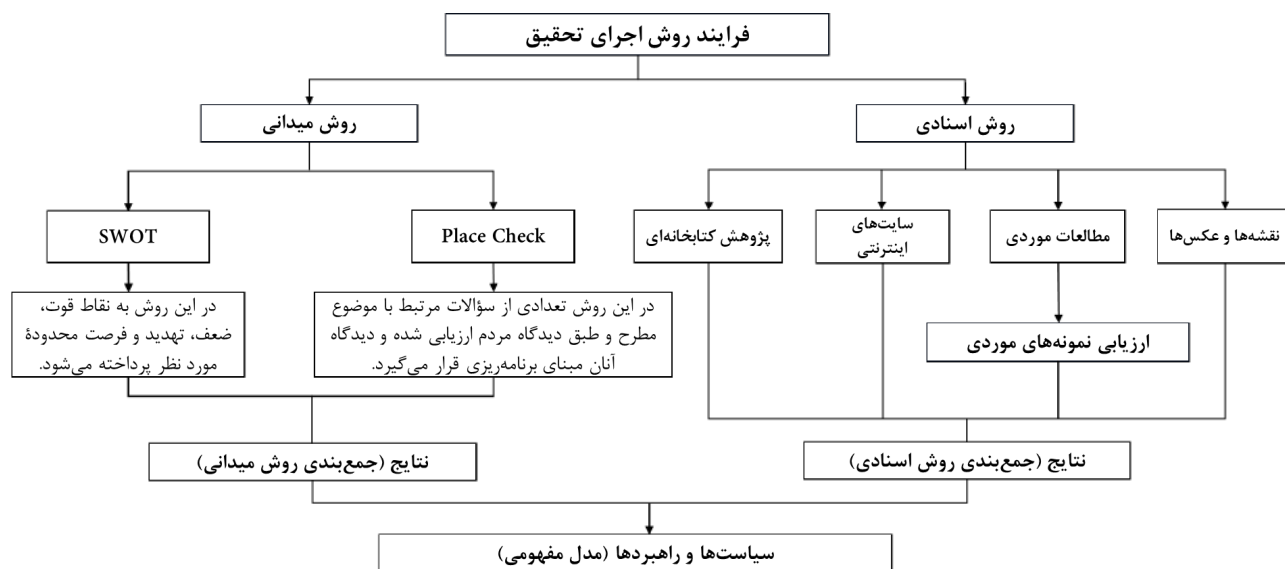 فرایند روش اجرای تحقیق
روش اسنادی
روش میدانی
نقشه‌ها و عکس‌ها
مطالعات موردی
سایت‌های
اینترنتی
پژوهش کتابخانه‌ای
Place Check
SWOT
ارزیابی نمونه‌های موردی
در این روش تعدادی از سؤالات مرتبط با موضوع
مطرح و طبق دیدگاه مردم ارزیابی شده و دیدگاه
آنان مبنای برنامه‌ریزی قرار می‌گیرد.
در این روش به نقاط قوت،
ضعف، تهدید و فرصت محدودۀ
مورد نظر پرداخته می‌شود.
نتایج (جمع‌بندی روش اسنادی)
نتایج (جمع‌بندی روش میدانی)
سیاست‌ها و راهبردها (مدل مفهومی)